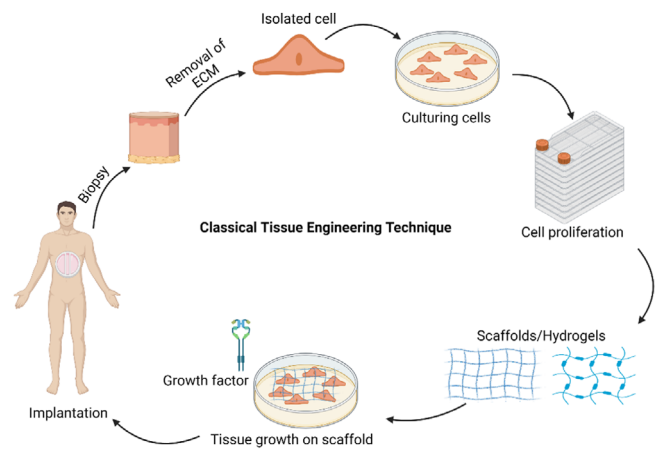 Isolated cell
Removal of
ECM
Culturing cells
Biopsy
Classical Tissue Engineering Technique
Cell proliferation
Scaffolds/Hydrogels
Growth factor
Implantation
Tissue growth on scaffold